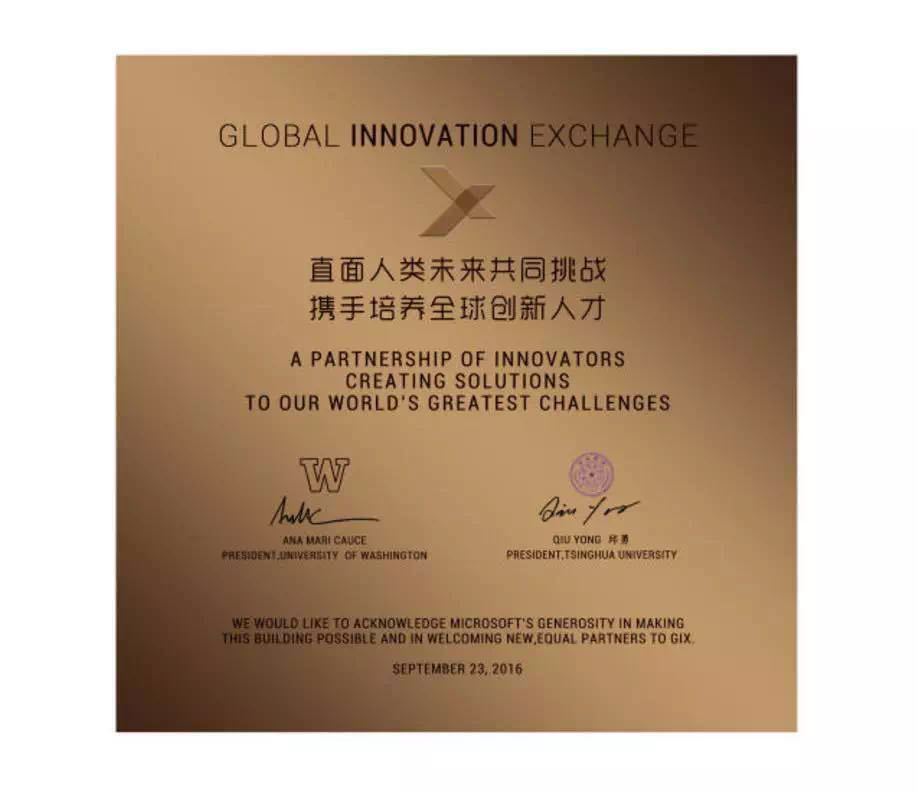 GLOBAL INNOVATION EXCHANGE
直面人类未来共同挑战
携手培养全球创新人才
A PARTNERSHIP OF INNOVATORS
CREATING SOLUTIONS
TO OUR WORLD'S GREATEST CHALLENGES
W
ANA MARI CAUCE
PRESIDENT,UNIVERSITY OF WASHINGTON
Qiu Yong
QIU YONG 邱勇
PRESIDENT,TSINGHUA UNIVERSITY
WE WOULD LIKE TO ACKNOWLEDGE MICROSOFT'S GENEROSITY IN MAKING
THIS BUILDING POSSIBLE AND IN WELCOMING NEW,EQUAL PARTNERS TO GIX.
SEPTEMBER 23, 2016